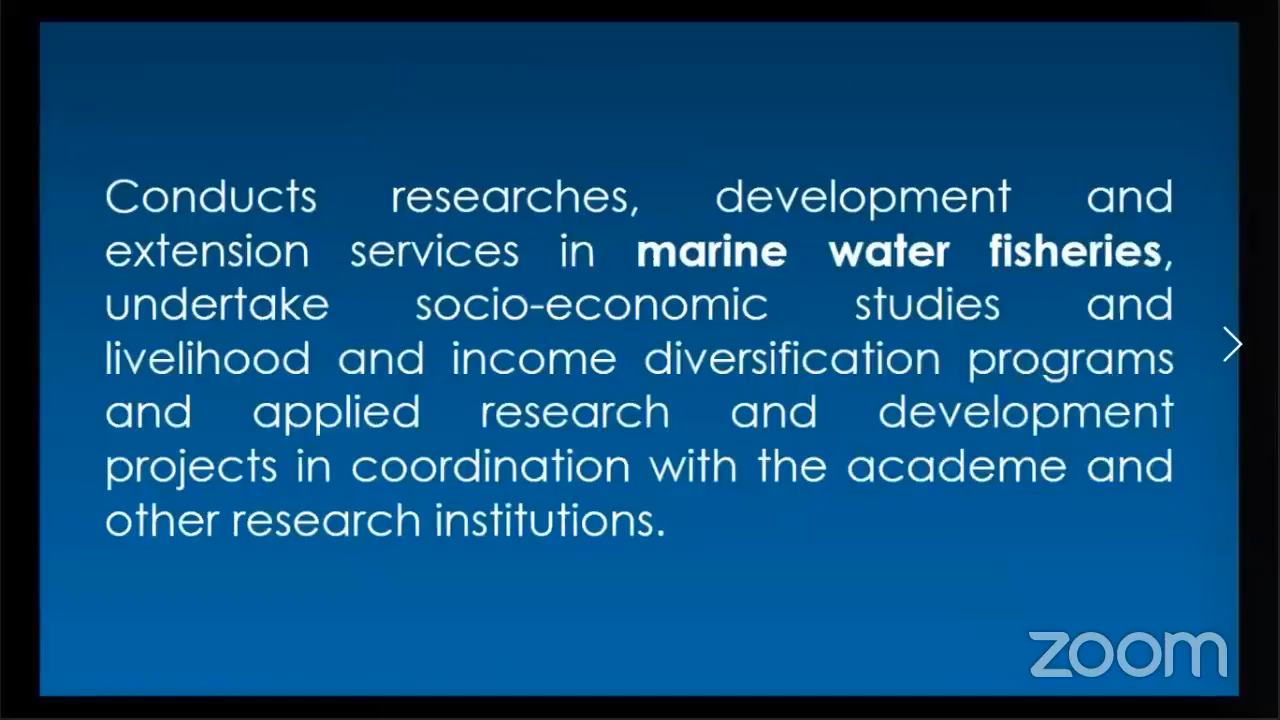 Conducts researches, development and
extension services in marine water fisheries,
undertake socio-economic studies and
livelihood and income diversification programs
and applied research and development
projects in coordination with the academe and
other research institutions.
zoom